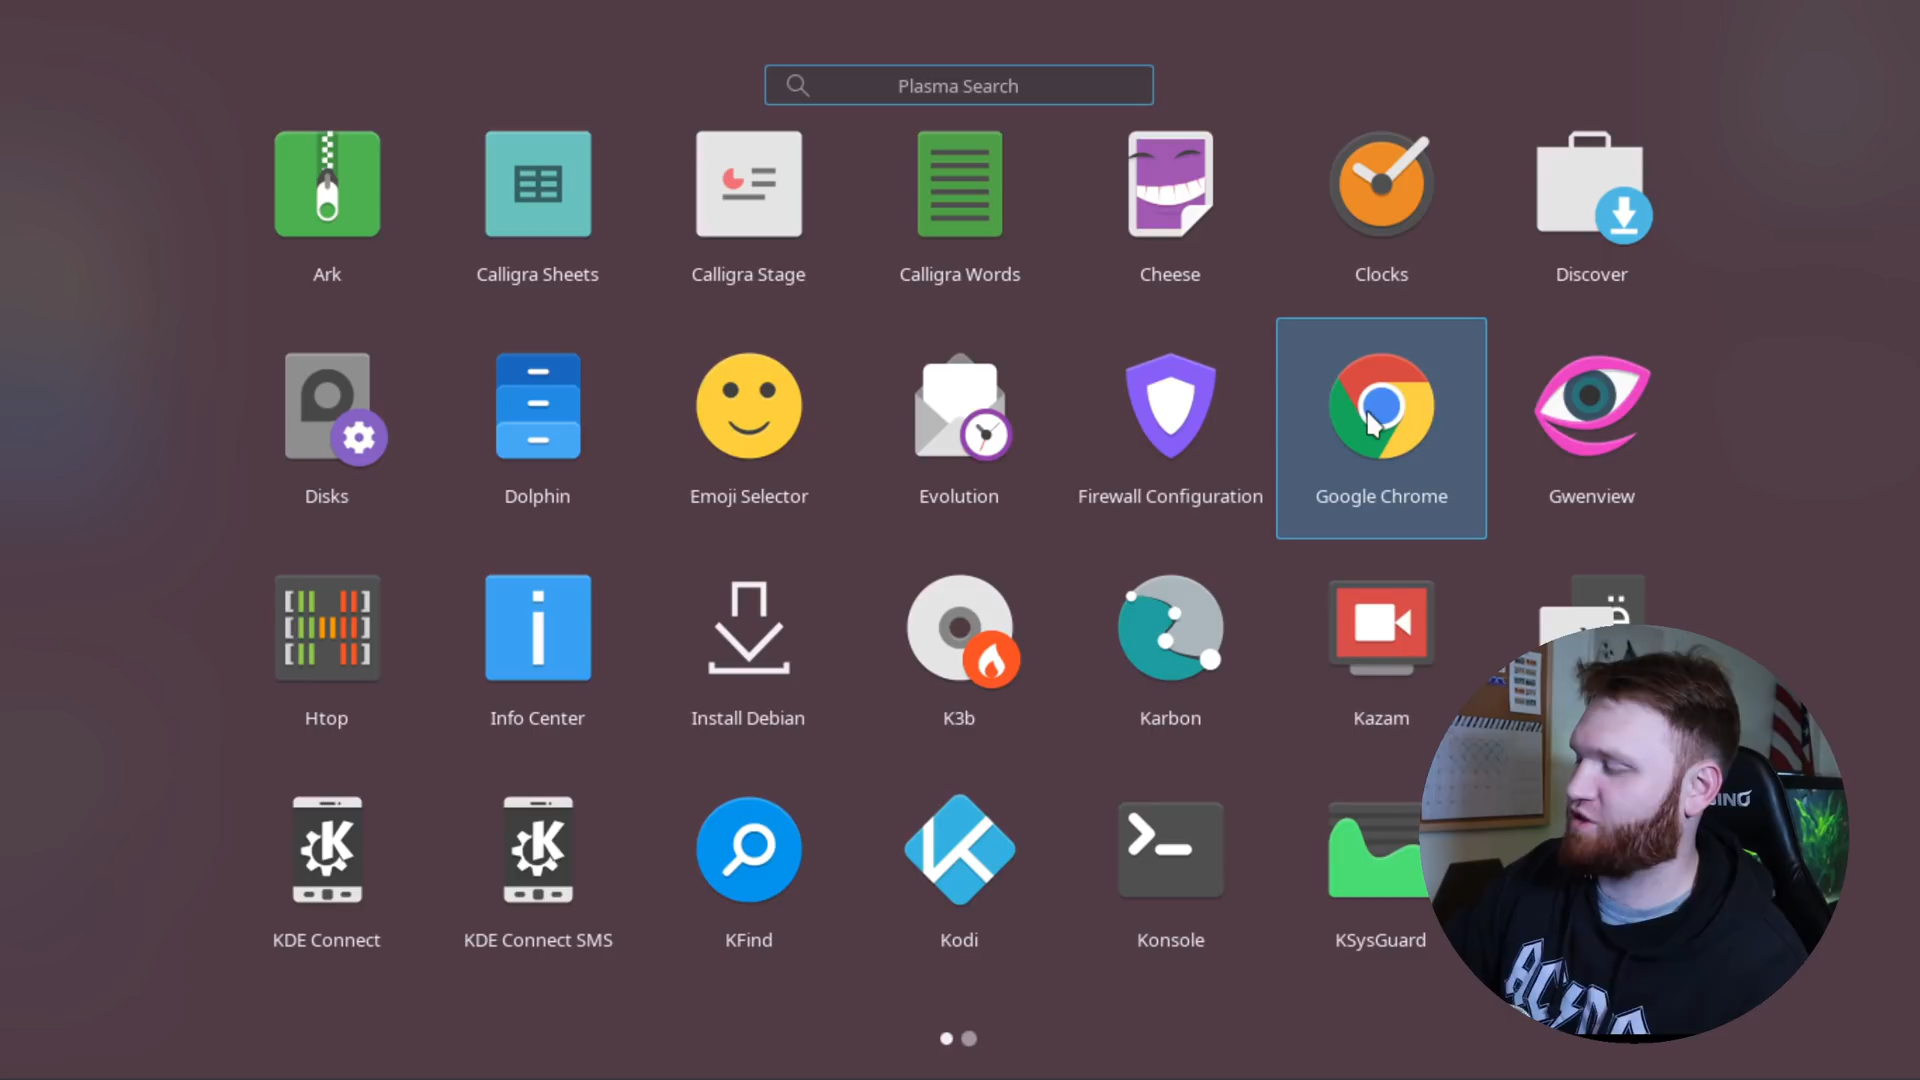 Plasma Search
Ark
Calligra Sheets
Calligra Stage
Calligra Words
Cheese
Clocks
Discover
Disks
Dolphin
Emoji Selector
Evolution
Firewall Configuration
Google Chrome
Gwenview
Htop
Info Center
Install Debian
K3b
Karbon
Kazam
KDE Connect
KDE Connect SMS
KFind
Kodi
Konsole
KSysGuard